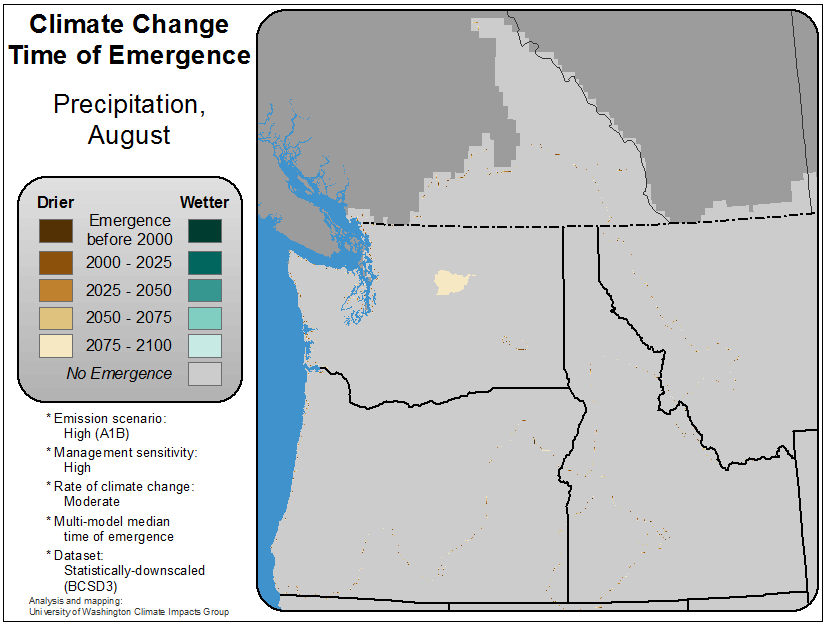 Climate Change
Time of Emergence
Precipitation,
August
Drier Wetter
Emergence
before 2000
2000 - 2025
2025 - 2050
2050 - 2075
2075 - 2100
No Emergence
* Emission scenario:
High (A1B)
* Management sensitivity:
High
* Rate of climate change:
Moderate
* Multi-model median
time of emergence
* Dataset:
Statistically-downscaled
(BCSD3)
Analysis and mapping:
University of Washington Climate Impacts Group